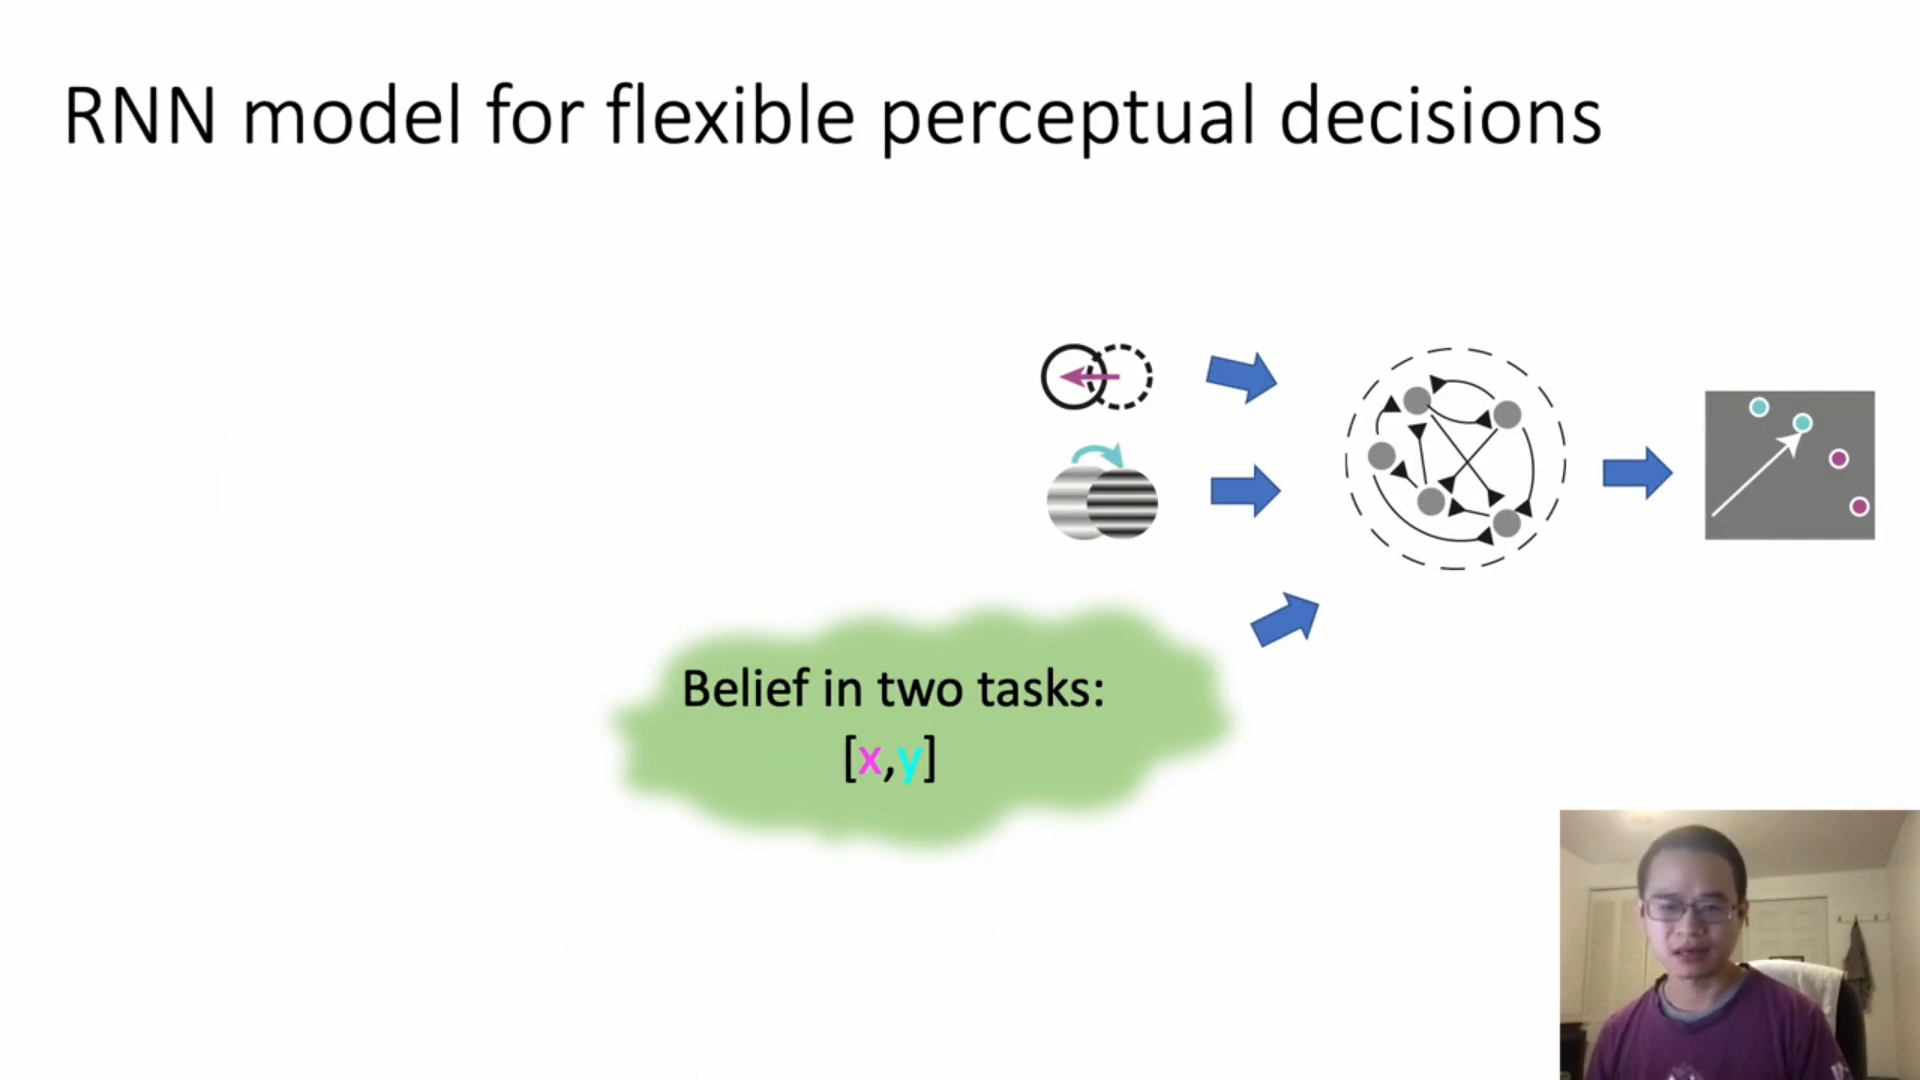 RNN model for flexible perceptual decisions
Belief in two tasks:
[x,y]